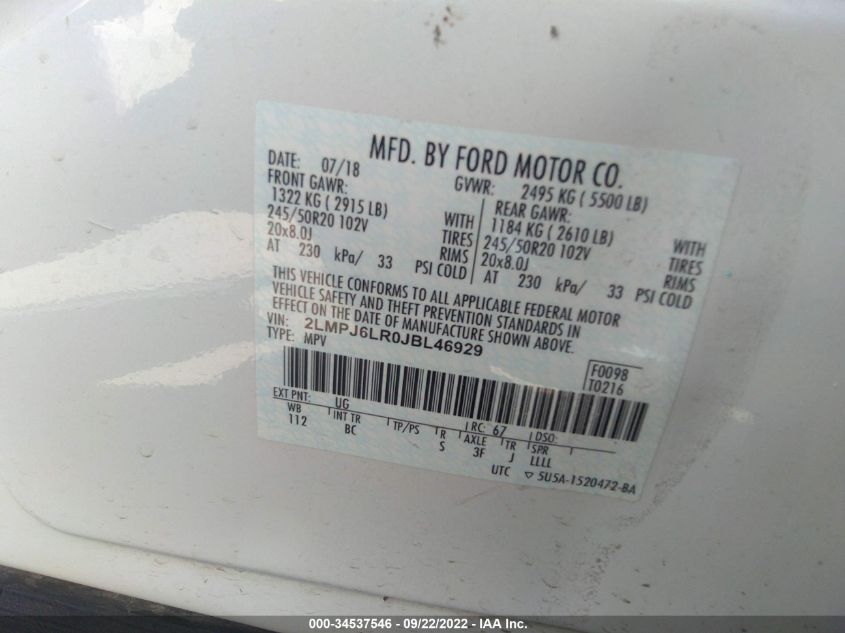 MFD. BY FORD MOTOR CO.
DATE: 07/18 GVWR: 2495 KG ( 5500 LB)
FRONT GAWR: REAR GAWR:
1322 KG ( 2915 LB) WITH 1184 KG ( 2610 LB) WITH
245/50R20 102V TIRES 245/50R20 102V TIRES
20x8.0J RIMS 20x8.0J RIMS
AT 230 kPa/ 33 PSI COLD AT 230 kPa/ 33 PSI COLD
THIS VEHICLE CONFORMS TO ALL APPLICABLE FEDERAL MOTOR
VEHICLE SAFETY AND THEFT PREVENTION STANDARDS IN
EFFECT ON THE DATE OF MANUFACTURE SHOWN ABOVE.
VIN: 2LMPJ6LR0JBL46929
TYPE: MPV
F0098
T0216
EXT PNT: UG RC: 67 DSO:
WB INT TR TP/PS R AXLE TR SPR
112 BC S 3F J LLLL
UTC ▽ 5U5A-1520472-BA
000-34537546 - 09/22/2022 - IAA Inc.